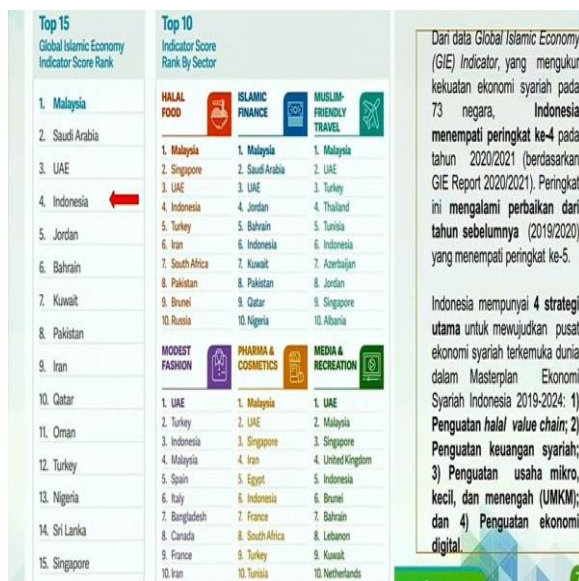 Top 15
Global Islamic Economy
Indicator Score Rank
1. Malaysia
2. Saudi Arabia
3. UAE
4. Indonesia
5. Jordan
6. Bahrain
7. Kuwait
8. Pakistan
9. Iran
10. Qatar
11. Oman
12. Turkey
13. Nigeria
14. Sri Lanka
15. Singapore
Top 10
Indicator Score
Rank By Sector
HALAL
FOOD
1. Malaysia
2. Singapore
3. UAE
4. Indonesia
5. Turkey
6. Iran
7. South Africa
8. Pakistan
9. Brunei
10. Russia
ISLAMIC
FINANCE
1. Malaysia
2. Saudi Arabia
3. UAE
4. Jordan
5. Bahrain
6. Indonesia
7. Kuwait
8. Pakistan
9. Qatar
10. Nigeria
MUSLIM-
FRIENDLY
TRAVEL
1. Malaysia
2. UAE
3. Turkey
4. Thailand
5. Tunisia
6. Indonesia
7. Azerbaijan
8. Jordan
9. Singapore
10. Albania
MODEST
FASHION
1. UAE
2. Turkey
3. Indonesia
4. Malaysia
5. Spain
6. Italy
7. Bangladesh
8. Canada
9. France
10. Iran
PHARMA &
COSMETICS
1. Malaysia
2. UAE
3. Singapore
4. Iran
5. Egypt
6. Indonesia
7. France
8. South Africa
9. Turkey
10. Tunisia
MEDIA &
RECREATION
1. UAE
2. Malaysia
3. Singapore
4. United Kingdom
5. Indonesia
6. Brunei
7. Bahrain
8. Lebanon
9. Kuwait
10. Netherlands
Dari data Global Islamic Economy
(GIE) Indicator, yang mengukur
kekuatan ekonomi syariah pada
73 negara, Indonesia
menempati peringkat ke-4 pada
tahun 2020/2021 (berdasarkan
GIE Report 2020/2021). Peringkat
ini mengalami perbaikan dari
tahun sebelumnya (2019/2020)
yang menempati peringkat ke-5.
Indonesia mempunyai 4 strategi
utama untuk mewujudkan pusat
ekonomi syariah terkemuka dunia
dalam Masterplan Ekonomi
Syariah Indonesia 2019-2024: 1)
Penguatan halal value chain; 2)
Penguatan keuangan syariah;
3) Penguatan usaha mikro,
kecil, dan menengah (UMKM);
dan 4) Penguatan ekonomi
digital.